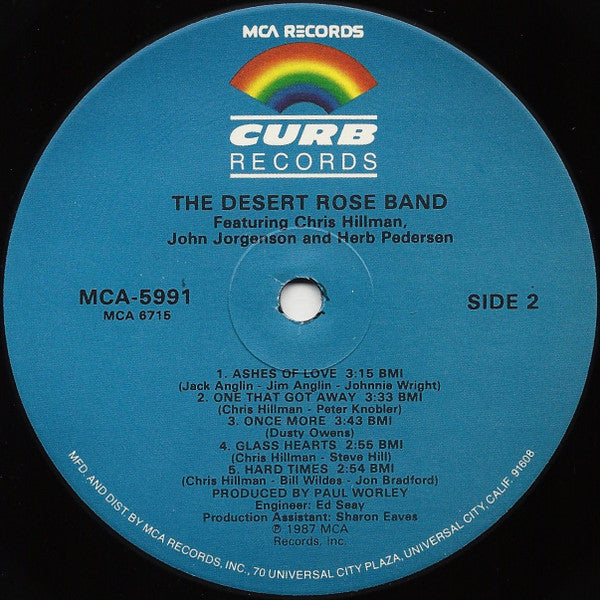 MCA RECORDS
CURB
RECORDS
THE DESERT ROSE BAND
Featuring Chris Hillman,
John Jorgenson and Herb Pedersen
MCA-5991
MCA 6715
SIDE 2
1. ASHES OF LOVE 3:15 BMI
(Jack Anglin - Jim Anglin - Johnnie Wright)
2. ONE THAT GOT AWAY 3:33 BMI
(Chris Hillman - Peter Knobler)
3. ONCE MORE 3:43 BMI
(Dusty Owens)
4. GLASS HEARTS 2:55 BMI
(Chris Hillman - Steve Hill)
5. HARD TIMES 2:54 BMI
(Chris Hillman - Bill Wildes - Jon Bradford)
PRODUCED BY PAUL WORLEY
Engineer: Ed Seay
Production Assistant: Sharon Eaves
℗ 1987 MCA
Records, Inc.
MFD. AND DIST. BY MCA RECORDS, INC., 70 UNIVERSAL CITY PLAZA, UNIVERSAL CITY, CALIF. 91608